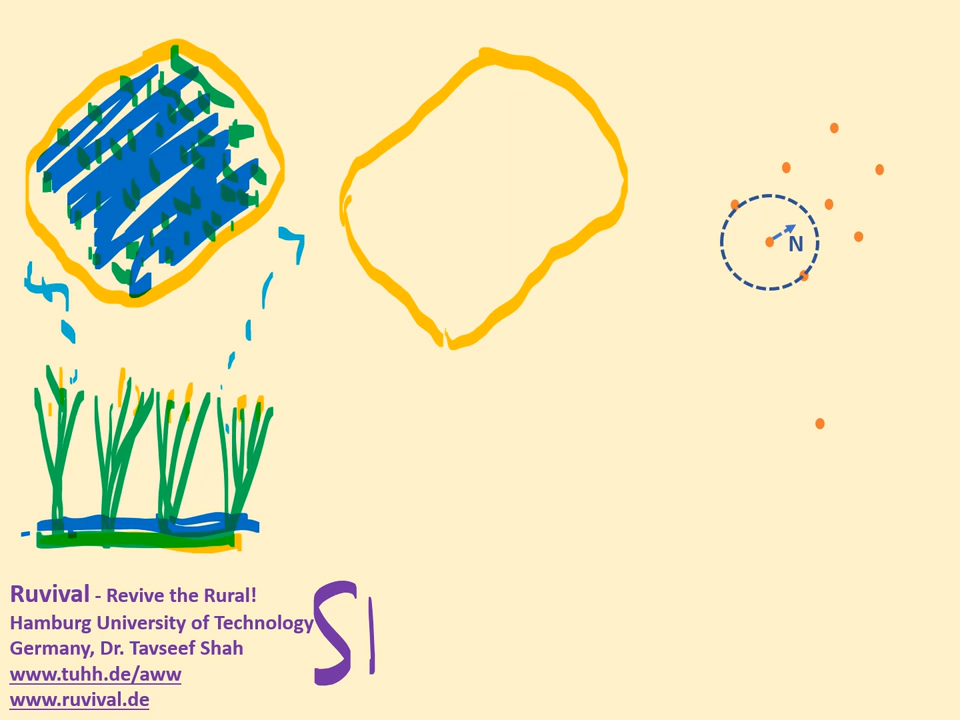 N
Ruvival - Revive the Rural!
Hamburg University of Technology
Germany, Dr. Tavseef Shah
www.tuhh.de/aww
www.ruvival.de
SI